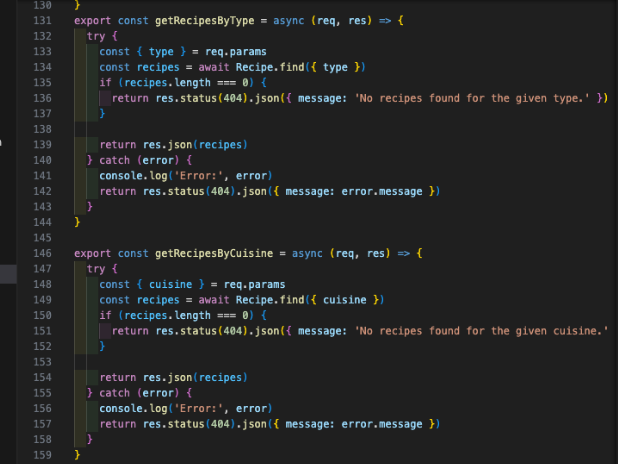 130 }
131 export const getRecipesByType = async (req, res) => {
132   try {
133     const { type } = req.params
134     const recipes = await Recipe.find({ type })
135     if (recipes.length === 0) {
136       return res.status(404).json({ message: 'No recipes found for the given type.' })
137     }
138
139     return res.json(recipes)
140   } catch (error) {
141     console.log('Error:', error)
142     return res.status(404).json({ message: error.message })
143   }
144 }
145
146 export const getRecipesByCuisine = async (req, res) => {
147   try {
148     const { cuisine } = req.params
149     const recipes = await Recipe.find({ cuisine })
150     if (recipes.length === 0) {
151       return res.status(404).json({ message: 'No recipes found for the given cuisine.'
152     }
153
154     return res.json(recipes)
155   } catch (error) {
156     console.log('Error:', error)
157     return res.status(404).json({ message: error.message })
158   }
159 }